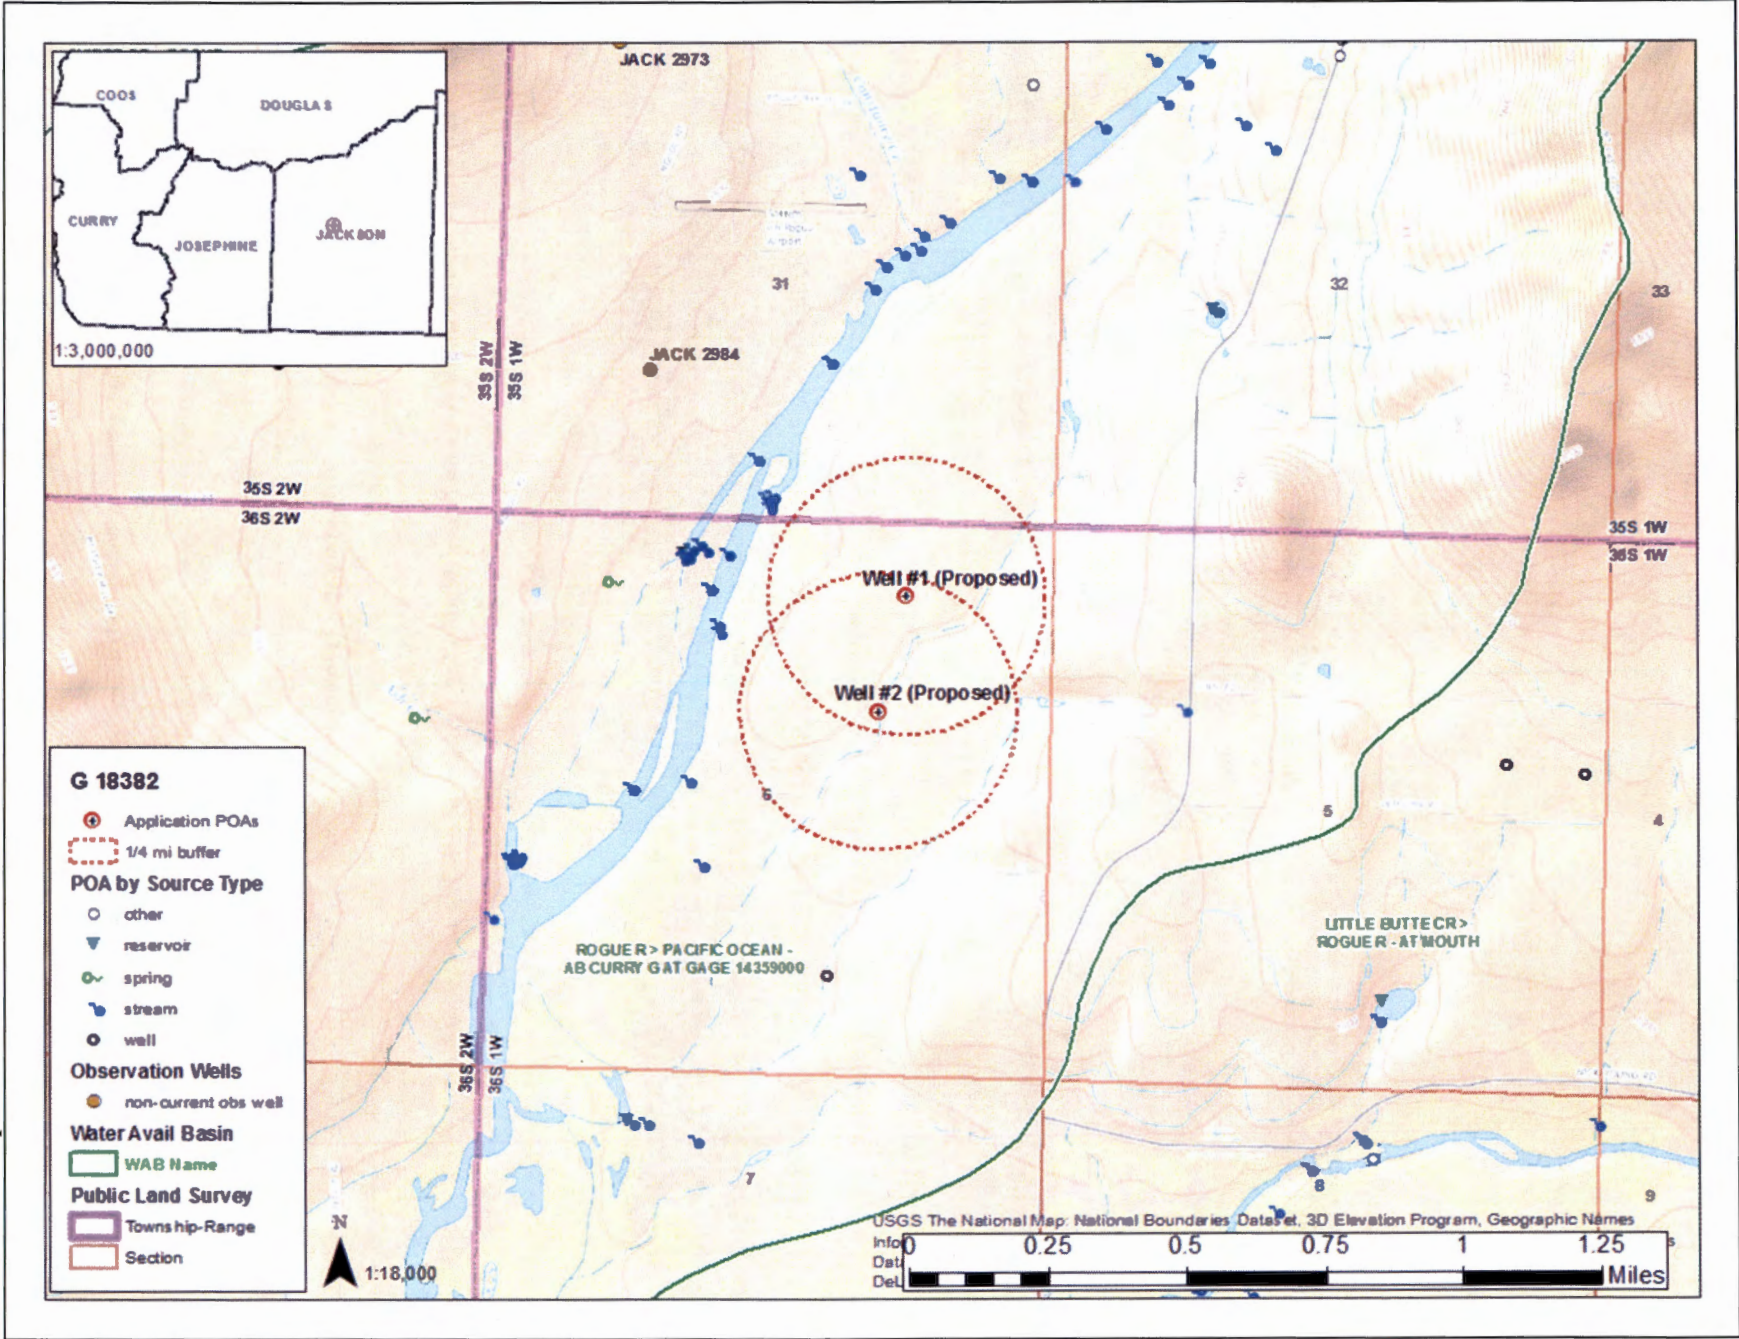 JACK 2973
COOS
DOUGLAS
CURRY
JOSEPHINE
JACKSON
1:3,000,000
31
32
33
JACK 2984
35S 2W
35S 1W
35S 2W
36S 2W
35S 1W
36S 1W
Well #1 (Proposed)
Well #2 (Proposed)
6
5
4
G 18382
Application POAs
1/4 mi buffer
POA by Source Type
other
reservoir
spring
stream
well
Observation Wells
non-current obs well
Water Avail Basin
WAB Name
Public Land Survey
Township-Range
Section
ROGUE R > PACIFIC OCEAN -
AB CURRY G AT GAGE 14359000
LITTLE BUTTE CR >
ROGUE R - AT MOUTH
36S 2W
36S 1W
7
8
9
N
1:18,000
USGS The National Map: National Boundaries Dataset, 3D Elevation Program, Geographic Names
0 0.25 0.5 0.75 1 1.25
Miles